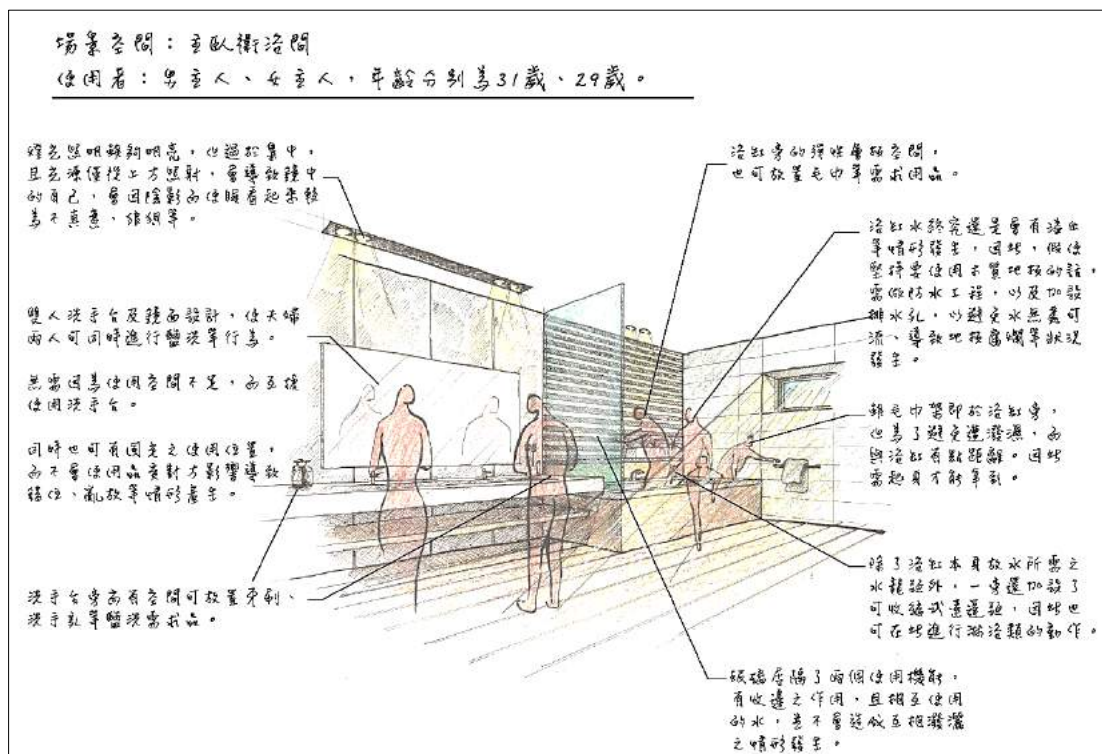 場景空間：主臥衛浴間
使用者：男主人、女主人，年齡分別為31歲、29歲。
燈光照明雖夠明亮，但過於集中，
且光源僅從上方照射，會導致鏡中
的自己，會因陰影而使臉看起來較
為不真實、細網等。
雙人洗手台及鏡面設計，使夫婦
兩人可同時進行盥洗等行為。
無需因為使用空間不足，而互搶
使用洗手台。
同時也可有固定之使用位置，
而不會使用品受對方影響導致
錯位、亂放等情形產生。
洗手台旁尚有空間可放置牙刷、
洗手乳等盥洗需求品。
浴缸旁的彈性層板空間，
也可放置毛巾等需求用品。
浴缸水終究還是會有溢出
等情形發生，因此，假使
堅持要使用木質地板的話，
需做防水工程，以及加設
排水孔，以避免水無處可
流，導致地板腐爛等狀況
發生。
雖毛巾架即於浴缸旁，
但為了避免遭潑濕，而
與浴缸有點距離。因此
需起身才能拿到。
除了浴缸本身放水所需之
水龍頭外，一旁還加設了
可收縮式蓮蓬頭，因此也
可在此進行淋浴類的動作。
玻璃屏隔了兩個使用機能，
有收邊之作用，且相互使用
的水，並不會造成互相潑灑
之情形發生。